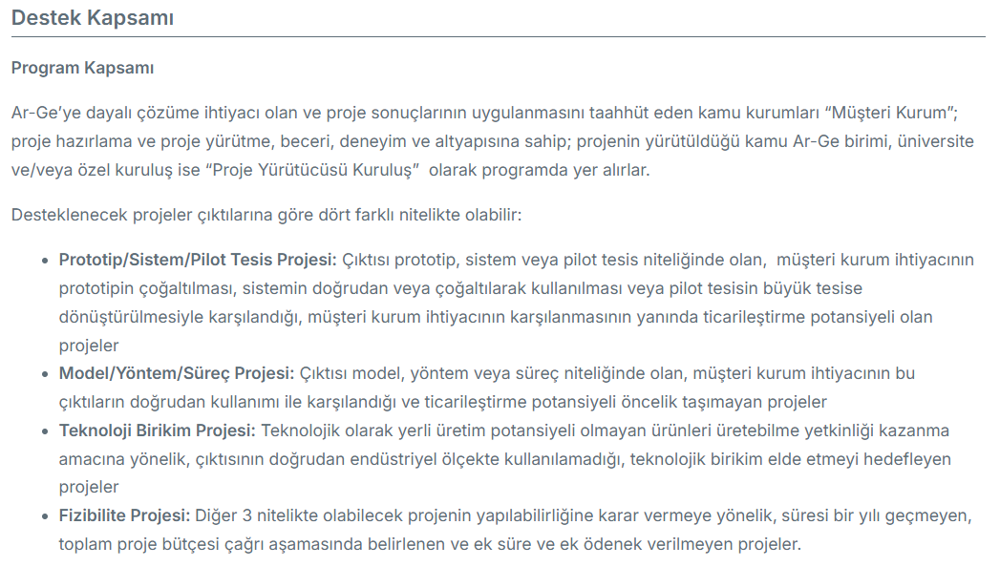 Destek Kapsamı
Program Kapsamı
Ar-Ge’ye dayalı çözüme ihtiyacı olan ve proje sonuçlarının uygulanmasını taahhüt eden kamu kurumları “Müşteri Kurum”;
proje hazırlama ve proje yürütme, beceri, deneyim ve altyapısına sahip; projenin yürütüldüğü kamu Ar-Ge birimi, üniversite
ve/veya özel kuruluş ise “Proje Yürütücüsü Kuruluş”  olarak programda yer alırlar.
Desteklenecek projeler çıktılarına göre dört farklı nitelikte olabilir:
• Prototip/Sistem/Pilot Tesis Projesi: Çıktısı prototip, sistem veya pilot tesis niteliğinde olan,  müşteri kurum ihtiyacının
prototipin çoğaltılması, sistemin doğrudan veya çoğaltılarak kullanılması veya pilot tesisin büyük tesise
dönüştürülmesiyle karşılandığı, müşteri kurum ihtiyacının karşılanmasının yanında ticarileştirme potansiyeli olan
projeler
• Model/Yöntem/Süreç Projesi: Çıktısı model, yöntem veya süreç niteliğinde olan, müşteri kurum ihtiyacının bu
çıktıların doğrudan kullanımı ile karşılandığı ve ticarileştirme potansiyeli öncelik taşımayan projeler
• Teknoloji Birikim Projesi: Teknolojik olarak yerli üretim potansiyeli olmayan ürünleri üretebilme yetkinliği kazanma
amacına yönelik, çıktısının doğrudan endüstriyel ölçekte kullanılamadığı, teknolojik birikim elde etmeyi hedefleyen
projeler
• Fizibilite Projesi: Diğer 3 nitelikte olabilecek projenin yapılabilirliğine karar vermeye yönelik, süresi bir yılı geçmeyen,
toplam proje bütçesi çağrı aşamasında belirlenen ve ek süre ve ek ödenek verilmeyen projeler.